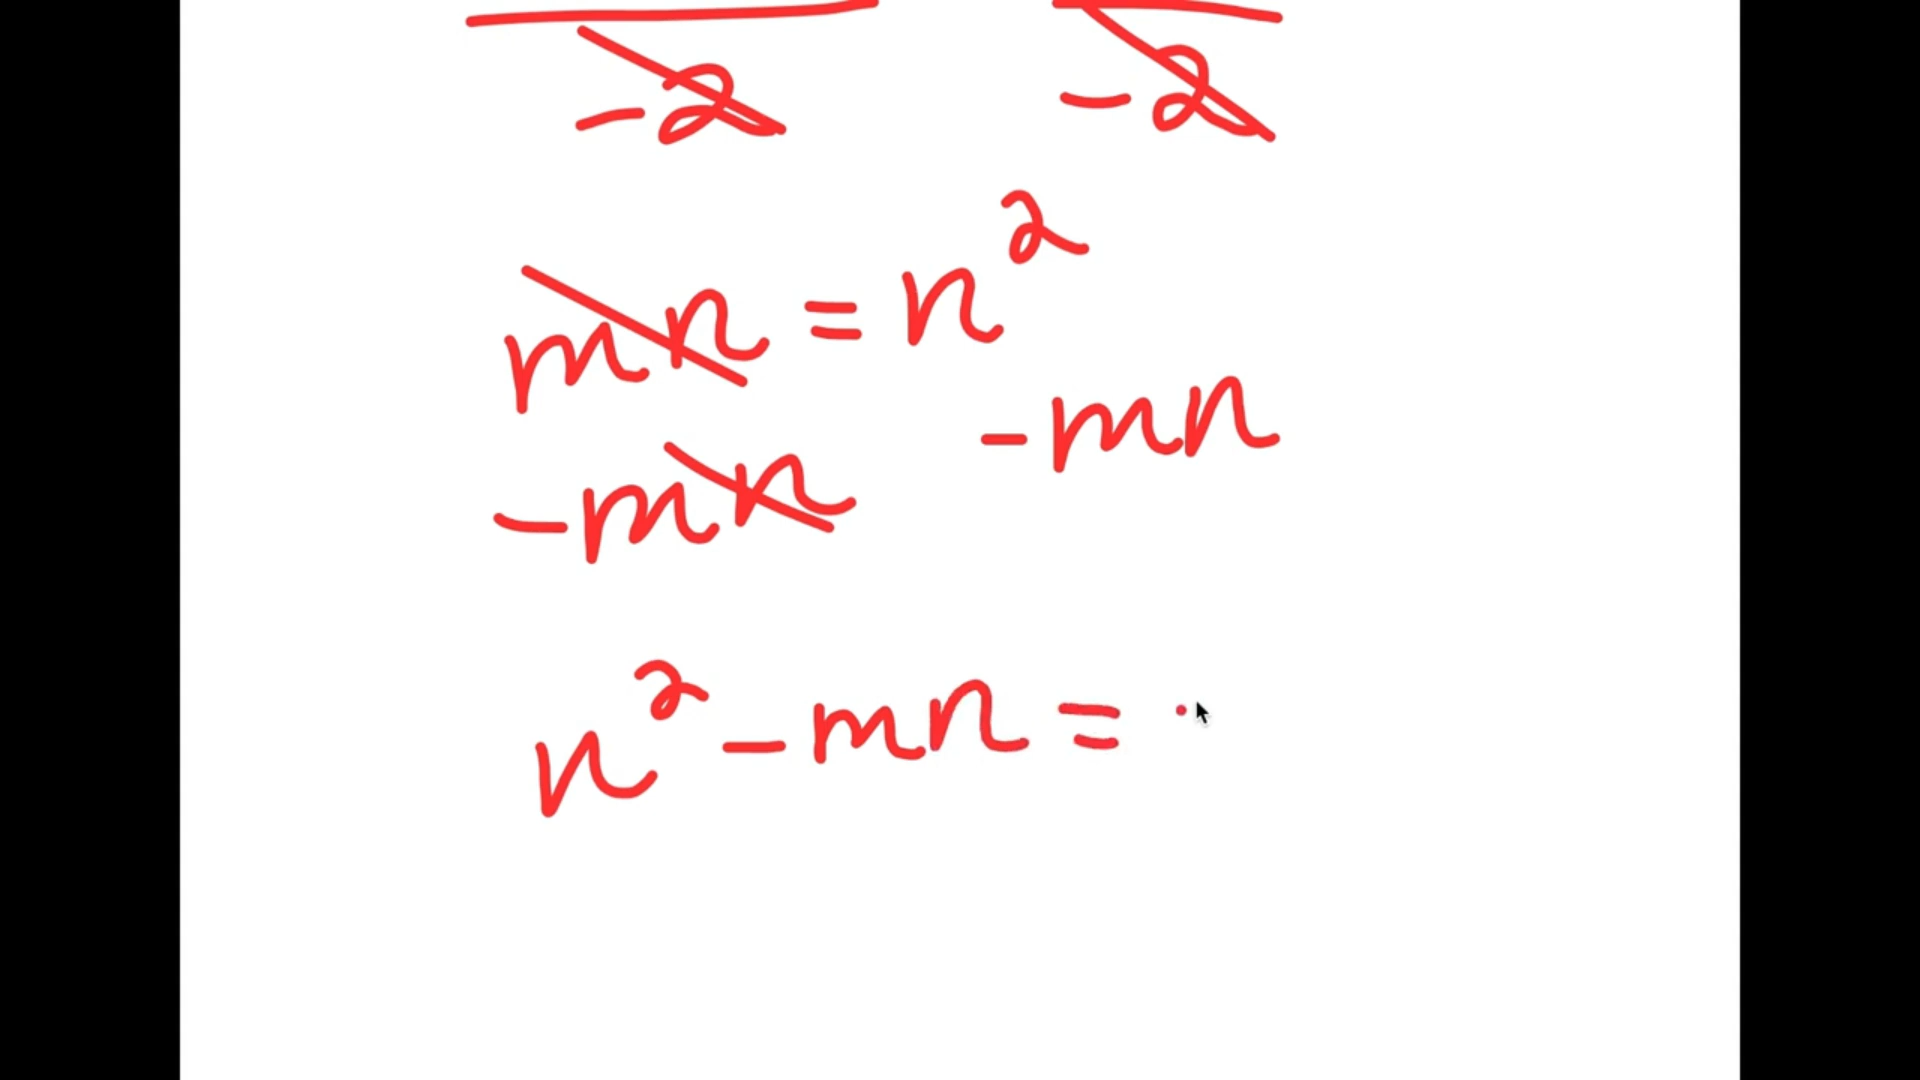 -2 -2
mn = n²
-mn -mn
n² - mn =